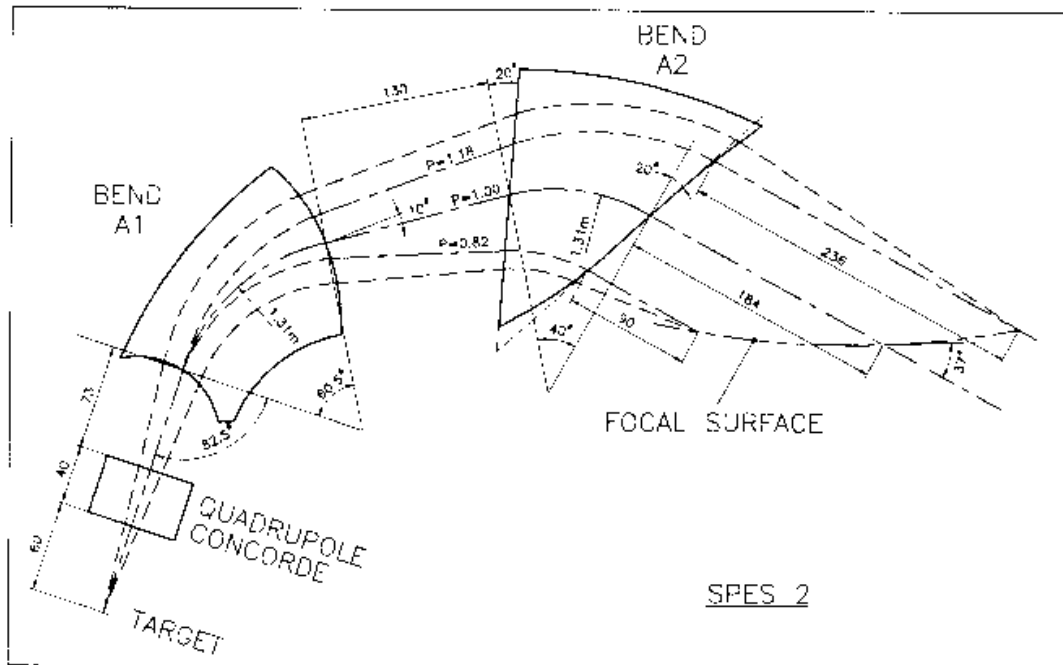 BEND
A2
20°
130
P=1.18
BEND
A1
10°
P=1.00
20°
P=0.82
1.31m
236
1.31m
184
90
40°
60.5°
73
37°
FOCAL SURFACE
82.5°
40
QUADRUPOLE
CONCORDE
60
SPES 2
TARGET